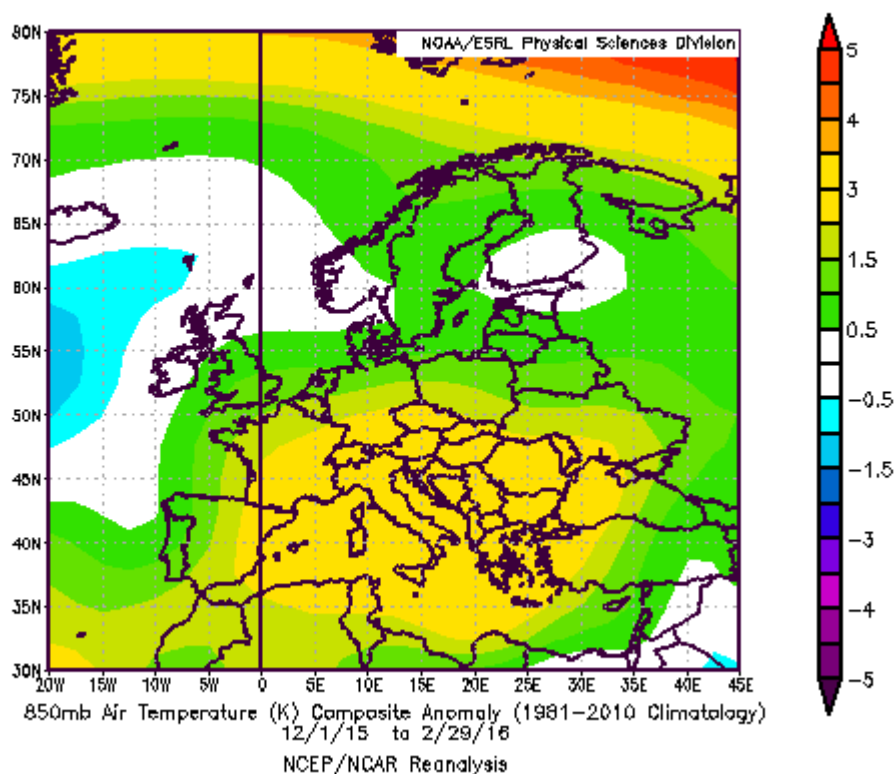 NOAA/ESRL Physical Sciences Division
80N
75N
70N
65N
60N
55N
50N
45N
40N
35N
30N
20W 15W 10W 5W 0 5E 10E 15E 20E 25E 30E 35E 40E 45E
5
4
3
1.5
0.5
-0.5
-1.5
-3
-4
-5
850mb Air Temperature (K) Composite Anomaly (1981-2010 Climatology)
12/1/15 to 2/29/16
NCEP/NCAR Reanalysis